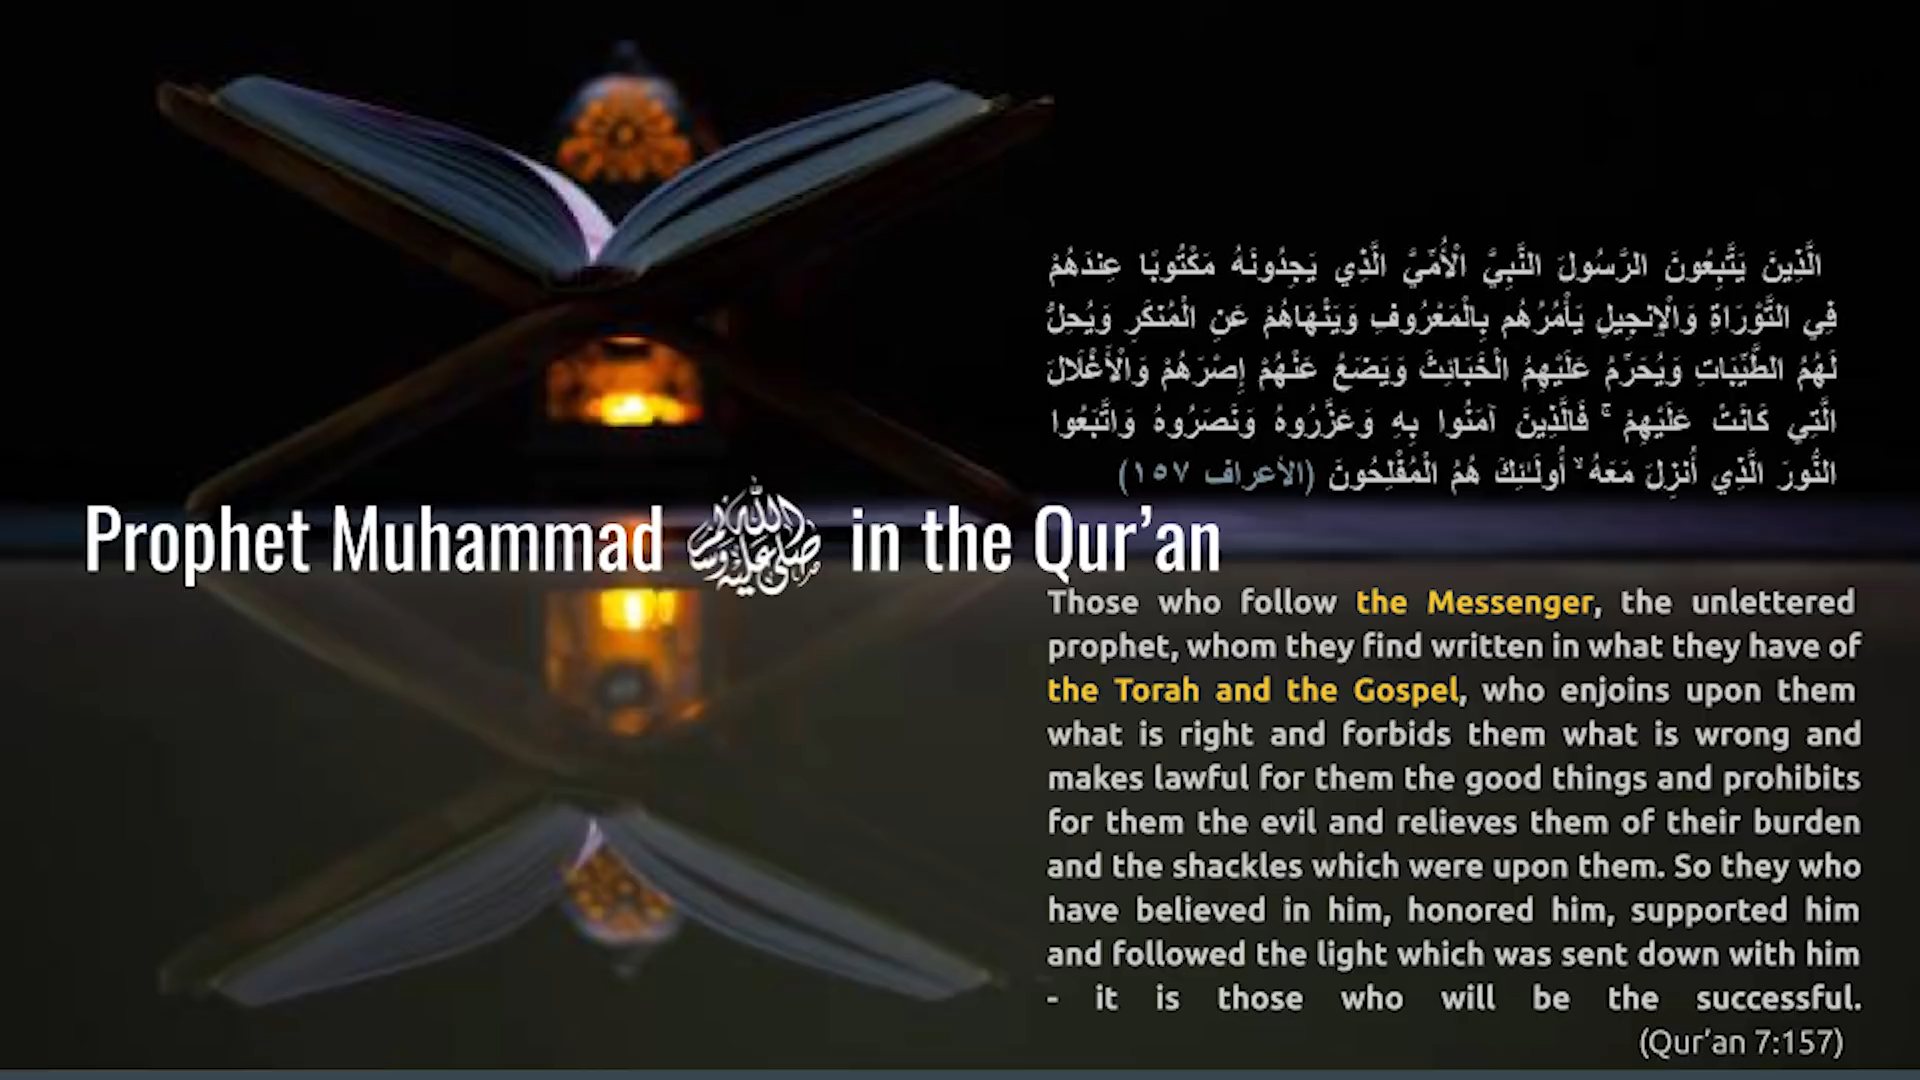 الَّذِينَ يَتَّبِعُونَ الرَّسُولَ النَّبِيَّ الْأُمِّيَّ الَّذِي يَجِدُونَهُ مَكْتُوبًا عِندَهُمْ
فِي التَّوْرَاةِ وَالْإِنجِيلِ يَأْمُرُهُم بِالْمَعْرُوفِ وَيَنْهَاهُمْ عَنِ الْمُنكَرِ وَيُحِلُّ
لَهُمُ الطَّيِّبَاتِ وَيُحَرِّمُ عَلَيْهِمُ الْخَبَائِثَ وَيَضَعُ عَنْهُمْ إِصْرَهُمْ وَالْأَغْلَالَ
الَّتِي كَانَتْ عَلَيْهِمْ ۚ فَالَّذِينَ آمَنُوا بِهِ وَعَزَّرُوهُ وَنَصَرُوهُ وَاتَّبَعُوا
النُّورَ الَّذِي أُنزِلَ مَعَهُ ۙ أُولَٰئِكَ هُمُ الْمُفْلِحُونَ (الأعراف ١٥٧)
Prophet Muhammad ﷺ in the Qur’an
Those who follow the Messenger, the unlettered
prophet, whom they find written in what they have of
the Torah and the Gospel, who enjoins upon them
what is right and forbids them what is wrong and
makes lawful for them the good things and prohibits
for them the evil and relieves them of their burden
and the shackles which were upon them. So they who
have believed in him, honored him, supported him
and followed the light which was sent down with him
- it is those who will be the successful.
(Qur’an 7:157)